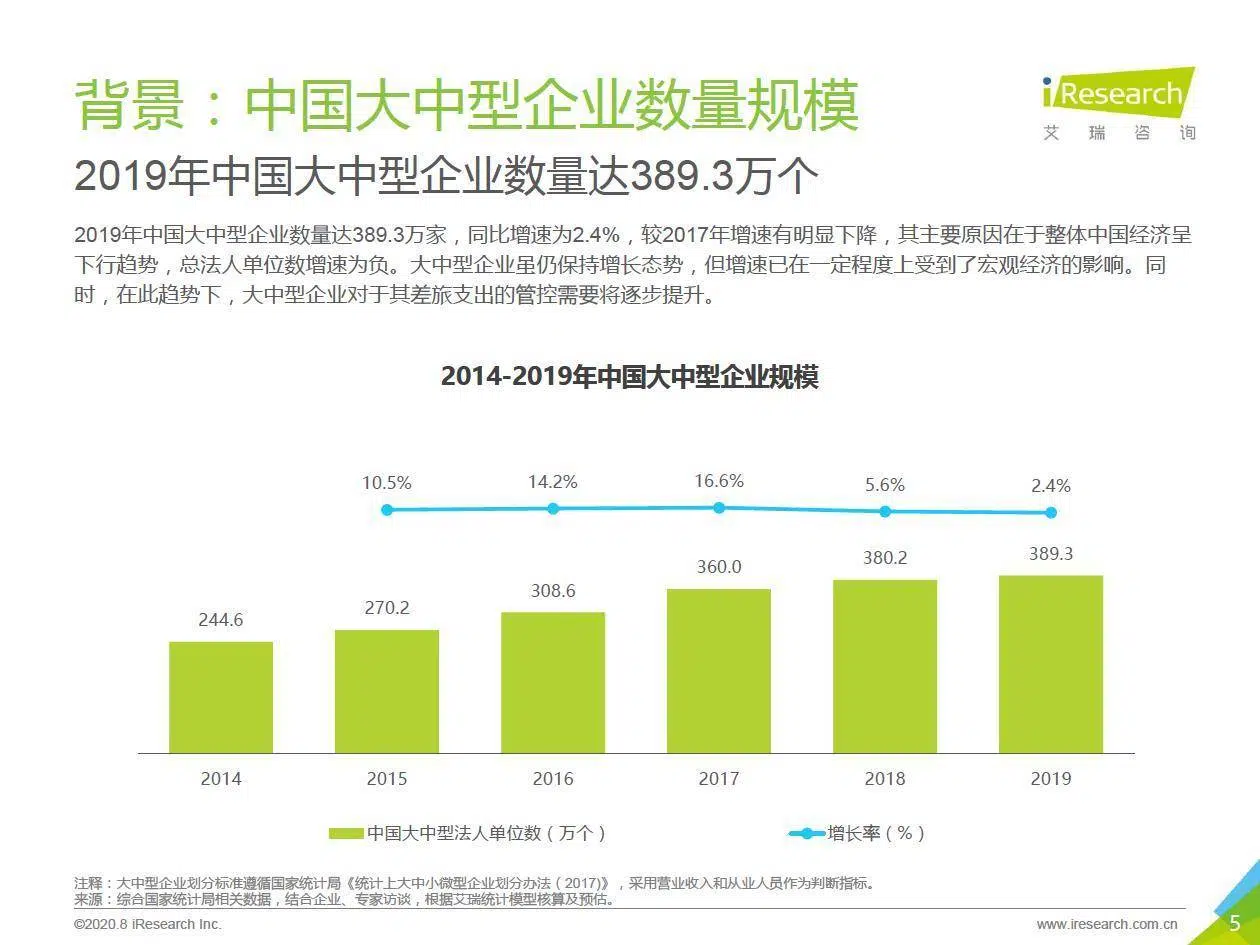 背景：中国大中型企业数量规模
iResearch
艾 瑞 咨 询
2019年中国大中型企业数量达389.3万个
2019年中国大中型企业数量达389.3万家，同比增速为2.4%，较2017年增速有明显下降，其主要原因在于整体中国经济呈
下行趋势，总法人单位数增速为负。大中型企业虽仍保持增长态势，但增速已在一定程度上受到了宏观经济的影响。同
时，在此趋势下，大中型企业对于其差旅支出的管控需要将逐步提升。
2014-2019年中国大中型企业规模
10.5% 14.2% 16.6% 5.6% 2.4%
244.6 270.2 308.6 360.0 380.2 389.3
2014 2015 2016 2017 2018 2019
中国大中型法人单位数（万个） 增长率（%）
注释：大中型企业划分标准遵循国家统计局《统计上大中小微型企业划分办法（2017)》，采用营业收入和从业人员作为判断指标。
来源：综合国家统计局相关数据，结合企业、专家访谈，根据艾瑞统计模型核算及预估。
©2020.8 iResearch Inc. www.iresearch.com.cn 5